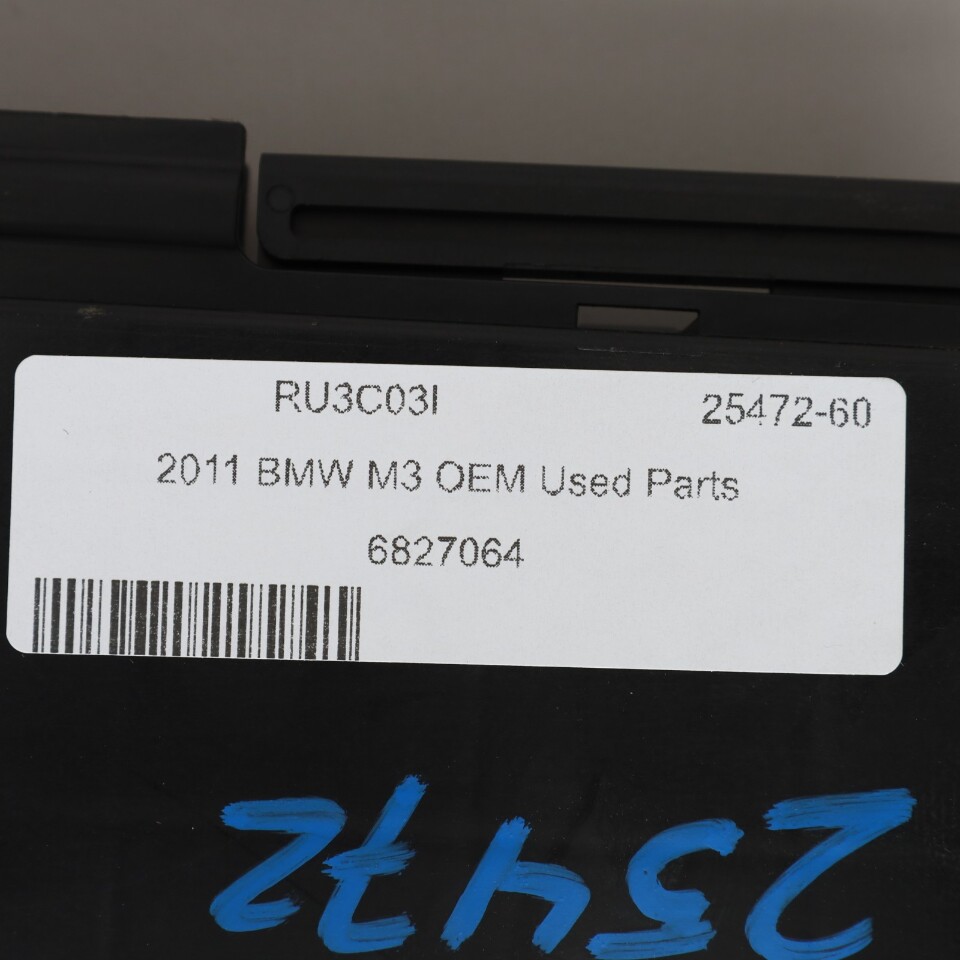 RU3C03I 25472-60
2011 BMW M3 OEM Used Parts
6827064
25472